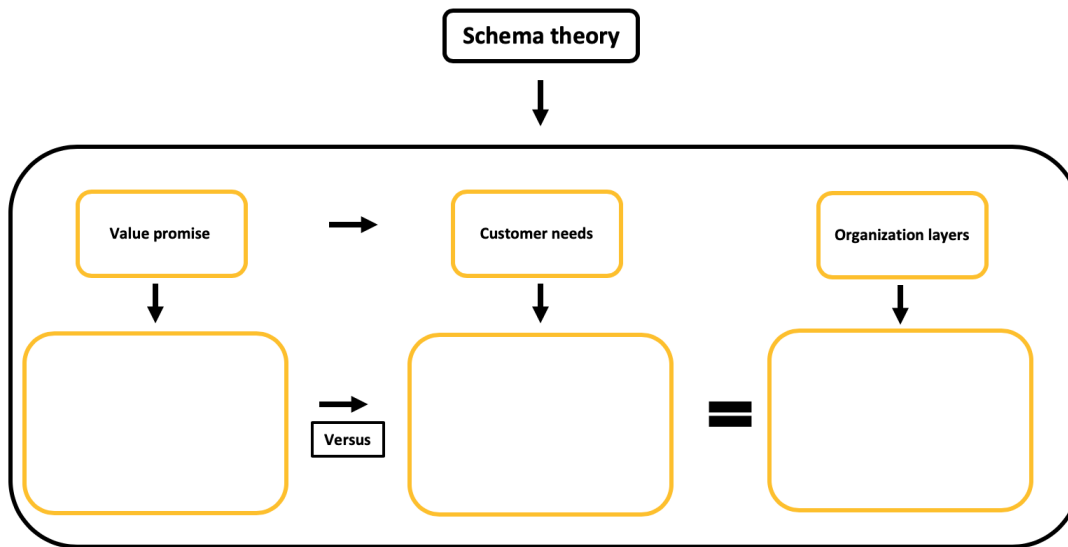 Schema theory
Value promise
Customer needs
Organization layers
Versus